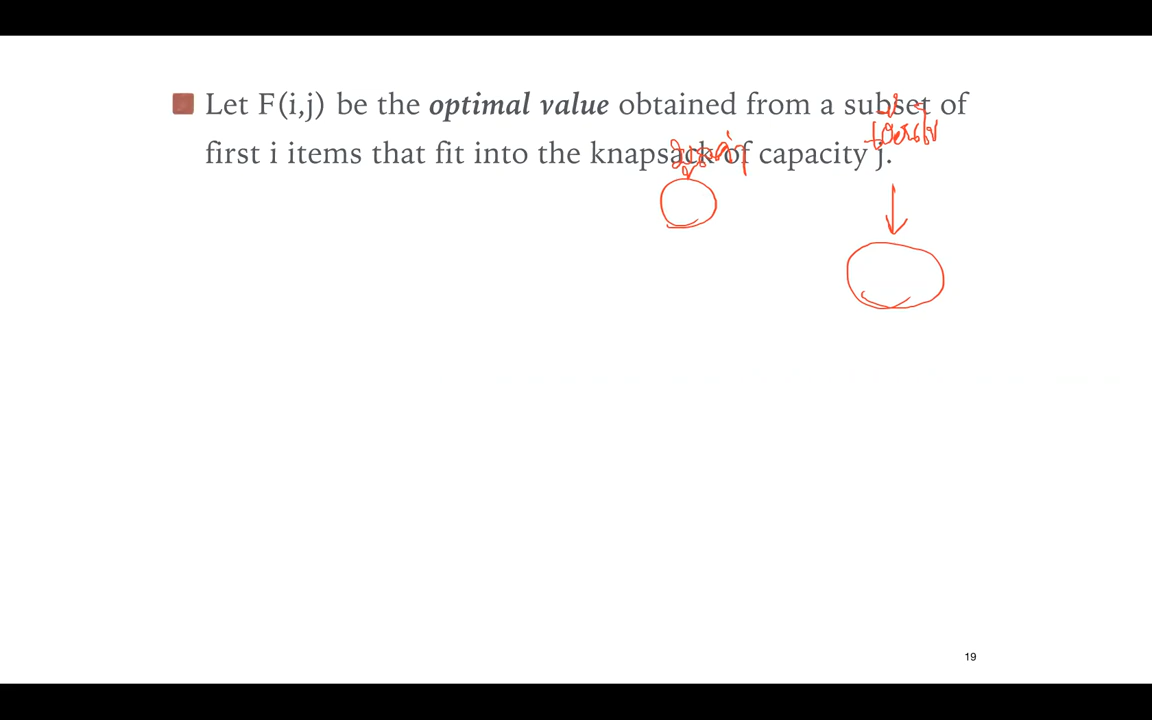 Let F(i,j) be the optimal value obtained from a subset of
first i items that fit into the knapsack of capacity j.
19